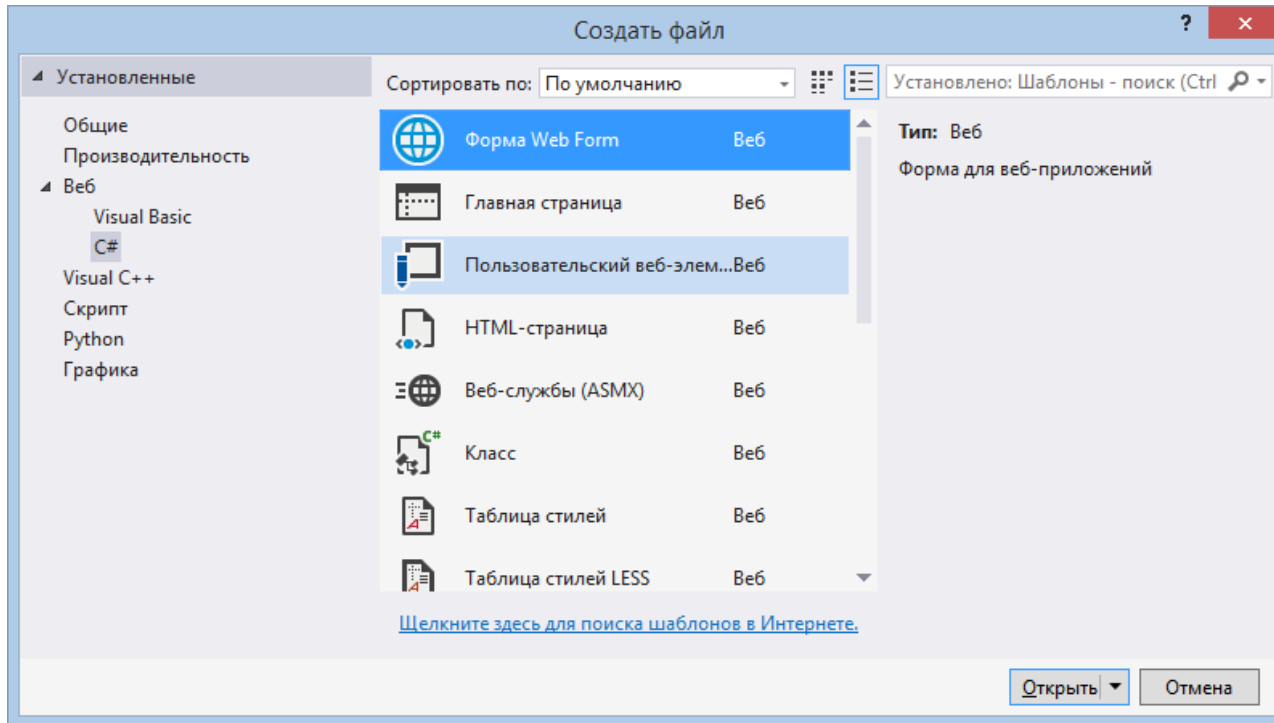 Создать файл
?
Установленные
Общие
Производительность
Веб
Visual Basic
C#
Visual C++
Скрипт
Python
Графика
Сортировать по: По умолчанию
Форма Web Form Веб
Главная страница Веб
Пользовательский веб-элем...Веб
HTML-страница Веб
Веб-службы (ASMX) Веб
C#
Класс Веб
Таблица стилей Веб
Таблица стилей LESS Веб
Щелкните здесь для поиска шаблонов в Интернете.
Установлено: Шаблоны - поиск (Ctrl
Тип: Веб
Форма для веб-приложений
Открыть
Отмена